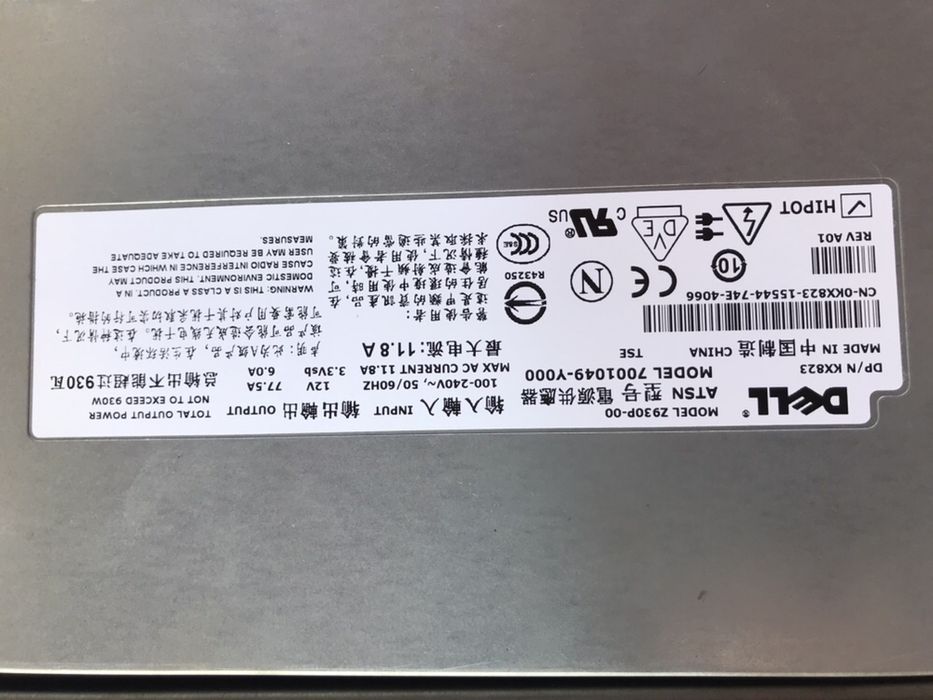 DELL®
DP/N KX823
MADE IN 中国制造 CHINA
CN-0KX823-15544-74E-4066
REV A01
HIPOT
MODEL Z930P-00
ATSN 型号 電源供應器
MODEL 7001049-Y000
TSE
10
N
CE
VDE
C UL US
R43250
CCC
S&E
输入 輸入 INPUT
100-240V~, 50/60HZ
MAX AC CURRENT 11.8A
最大电流: 11.8 A
输出 輸出 OUTPUT
12V 77.5A
3.3Vsb 6.0A
TOTAL OUTPUT POWER
NOT TO EXCEED 930W
总输出不能超过930瓦
警告使用者:
這是甲類的資訊產品, 在
居住的環境中使用時, 可
能會造成射頻干擾, 在這
種情況下, 使用者會被要
求採取某些適當的對策。
声明: 此为A级产品, 在生活环境中,
该产品可能会造成无线电干扰。在这种情况下,
可能需要用户对其干扰采取切实可行的措施。
WARNING: THIS IS A CLASS A PRODUCT. IN A
DOMESTIC ENVIRONMENT, THIS PRODUCT MAY
CAUSE RADIO INTERFERENCE IN WHICH CASE THE
USER MAY BE REQUIRED TO TAKE ADEQUATE
MEASURES.